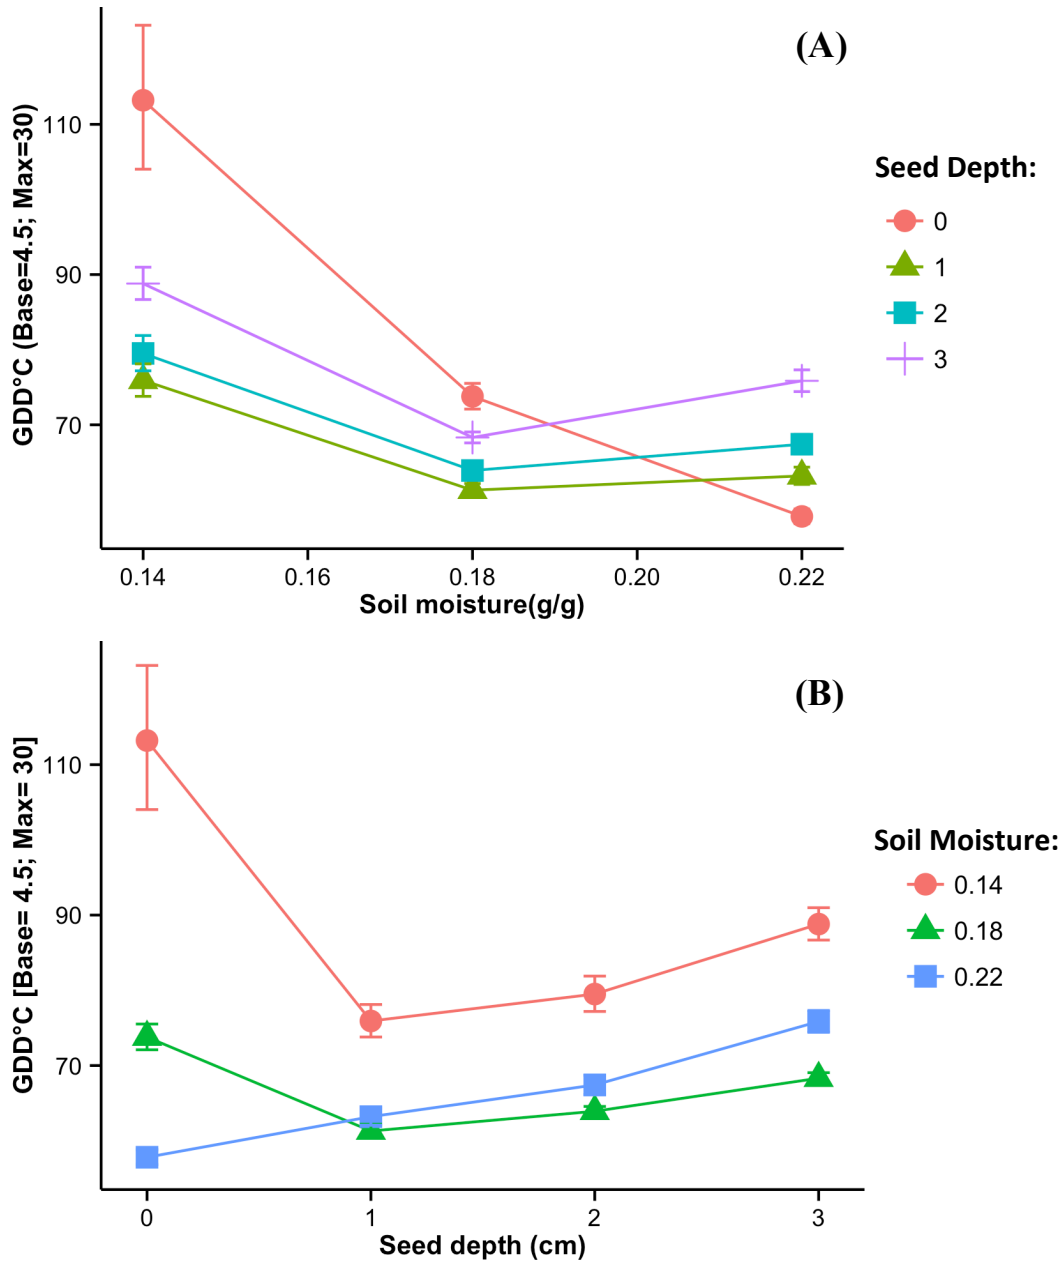 (A)
GDD°C (Base=4.5; Max=30)
110
90
70
0.14
0.16
0.18
0.20
0.22
Soil moisture(g/g)
Seed Depth:
0
1
2
3
(B)
GDD°C [Base= 4.5; Max= 30]
110
90
70
0
1
2
3
Seed depth (cm)
Soil Moisture:
0.14
0.18
0.22